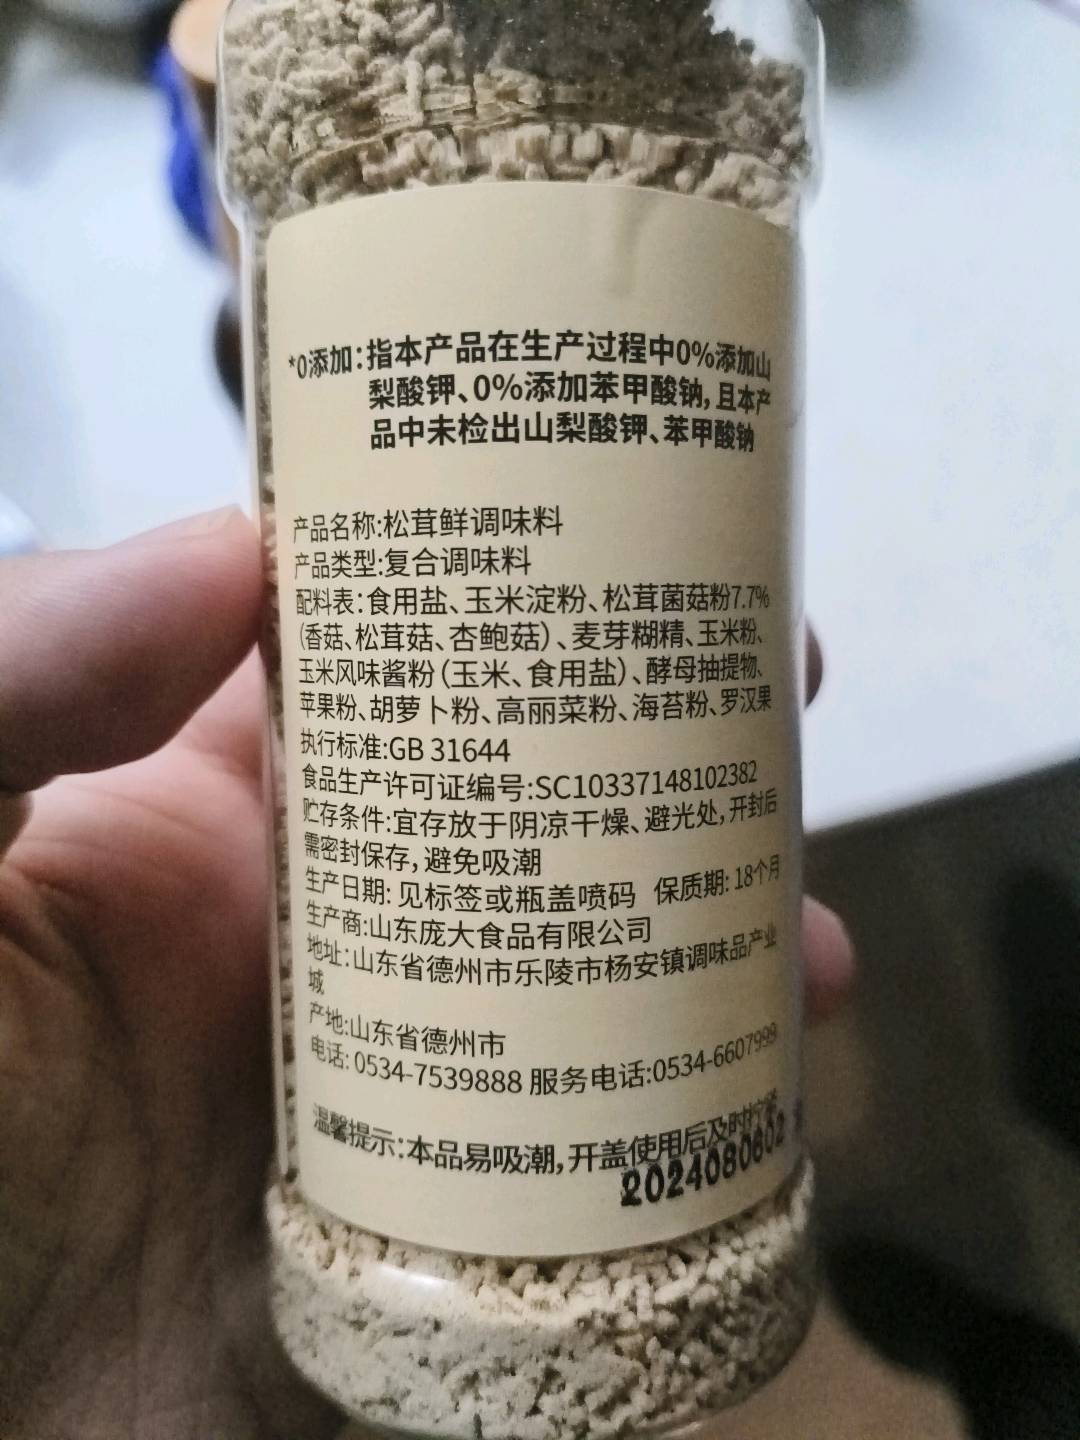 *0添加:指本产品在生产过程中0%添加山
梨酸钾、0%添加苯甲酸钠,且本产
品中未检出山梨酸钾、苯甲酸钠
产品名称:松茸鲜调味料
产品类型:复合调味料
配料表:食用盐、玉米淀粉、松茸菌菇粉7.7%
(香菇、松茸菇、杏鲍菇)、麦芽糊精、玉米粉、
玉米风味酱粉(玉米、食用盐)、酵母抽提物、
苹果粉、胡萝卜粉、高丽菜粉、海苔粉、罗汉果
执行标准:GB 31644
食品生产许可证编号:SC10337148102382
贮存条件:宜存放于阴凉干燥、避光处,开封后
需密封保存,避免吸潮
生产日期:见标签或瓶盖喷码 保质期:18个月
生产商:山东庞大食品有限公司
地址:山东省德州市乐陵市杨安镇调味品产业
城
产地:山东省德州市
电话:0534-7539888 服务电话:0534-6607999
温馨提示:本品易吸潮,开盖使用后及时拧紧
2024080602